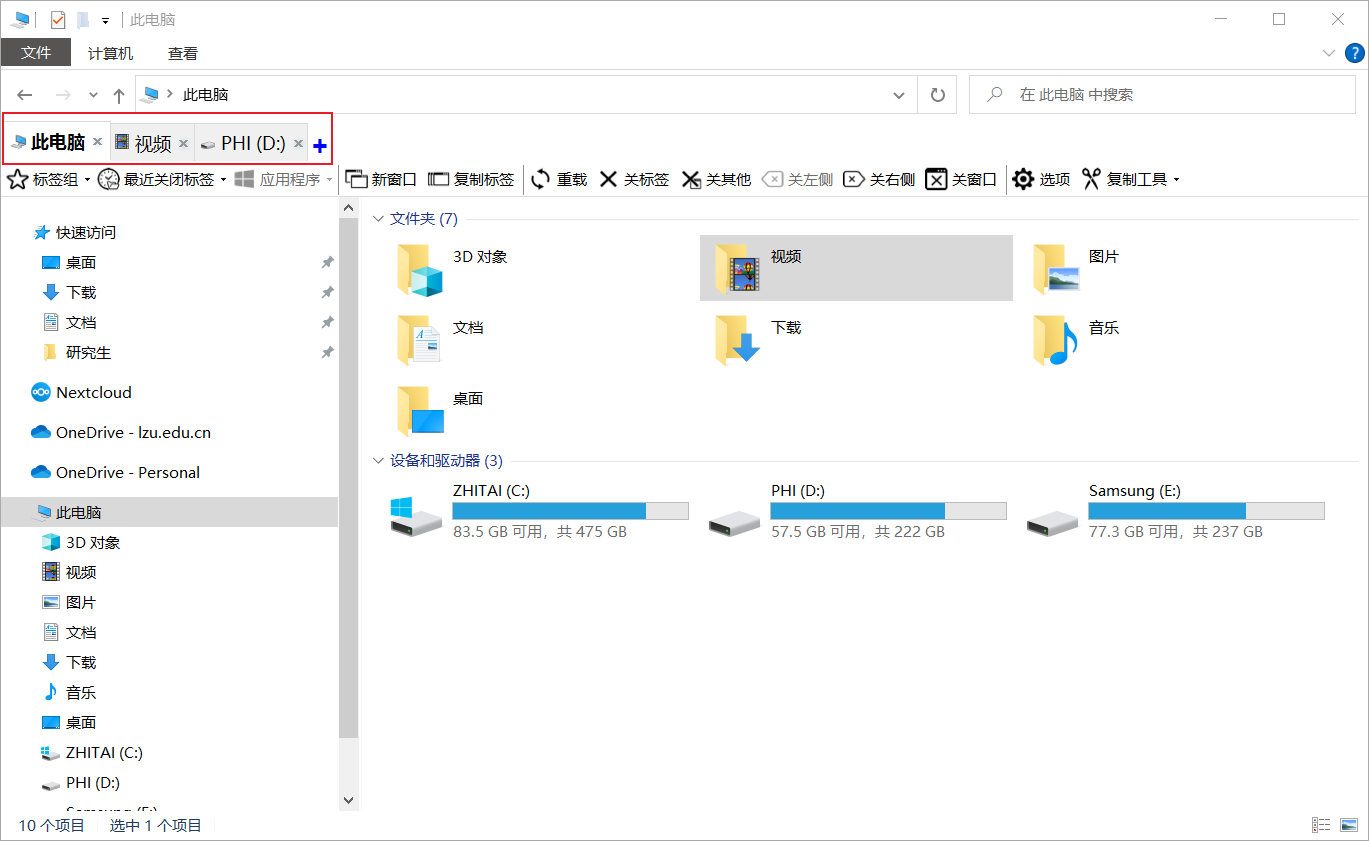 此电脑
文件 计算机 查看
此电脑 在 此电脑 中搜索
此电脑 视频 PHI (D:)
标签组 最近关闭标签 应用程序 新窗口 复制标签 重载 关标签 关其他 关左侧 关右侧 关窗口 选项 复制工具
快速访问
桌面
下载
文档
研究生
Nextcloud
OneDrive - lzu.edu.cn
OneDrive - Personal
此电脑
3D 对象
视频
图片
文档
下载
音乐
桌面
ZHITAI (C:)
PHI (D:)
Samsung (E:)
文件夹 (7)
3D 对象 视频 图片
文档 下载 音乐
桌面
设备和驱动器 (3)
ZHITAI (C:) PHI (D:) Samsung (E:)
83.5 GB 可用，共 475 GB 57.5 GB 可用，共 222 GB 77.3 GB 可用，共 237 GB
10 个项目 选中 1 个项目